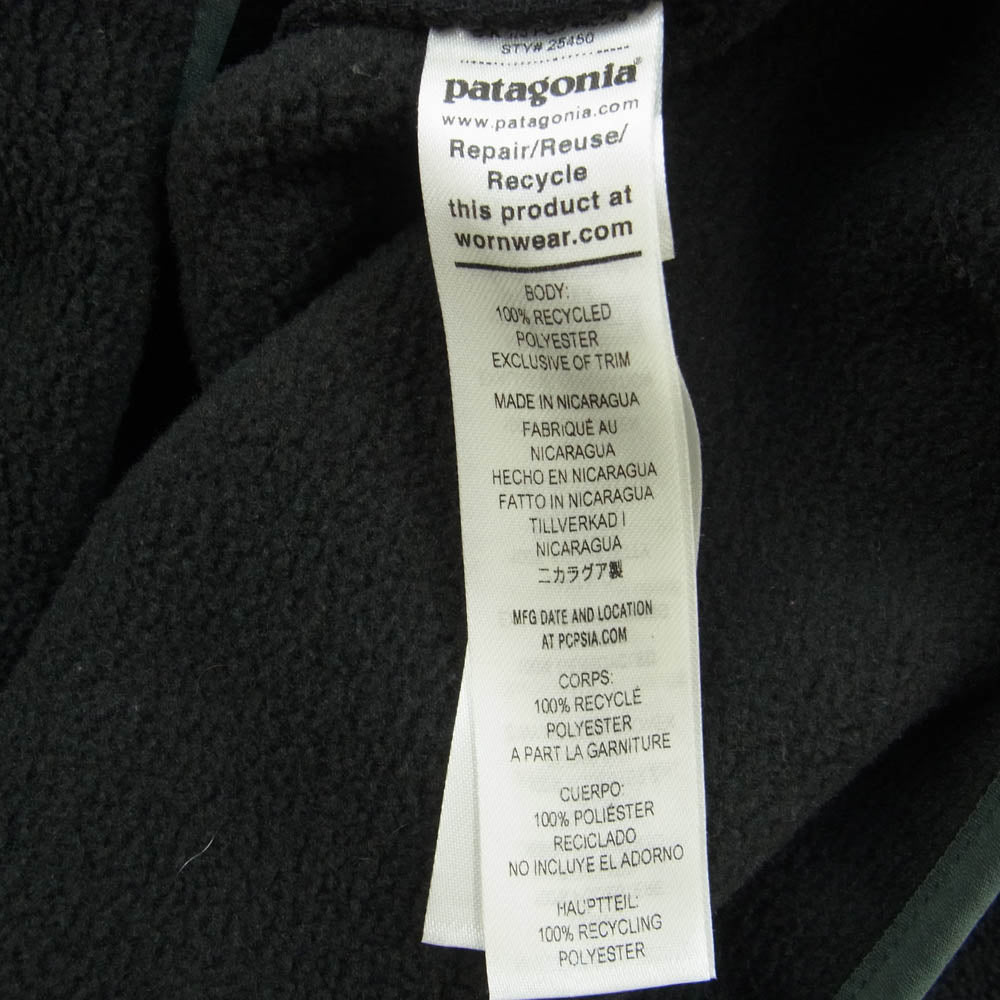 STY# 25450
patagonia®
www.patagonia.com
Repair/Reuse/
Recycle
this product at
wornwear.com
BODY:
100% RECYCLED
POLYESTER
EXCLUSIVE OF TRIM
MADE IN NICARAGUA
FABRIQUÉ AU
NICARAGUA
HECHO EN NICARAGUA
FATTO IN NICARAGUA
TILLVERKAD I
NICARAGUA
ニカラグア製
MFG DATE AND LOCATION
AT PCPSIA.COM
CORPS:
100% RECYCLÉ
POLYESTER
A PART LA GARNITURE
CUERPO:
100% POLIÉSTER
RECICLADO
NO INCLUYE EL ADORNO
HAUPTTEIL:
100% RECYCLING
POLYESTER